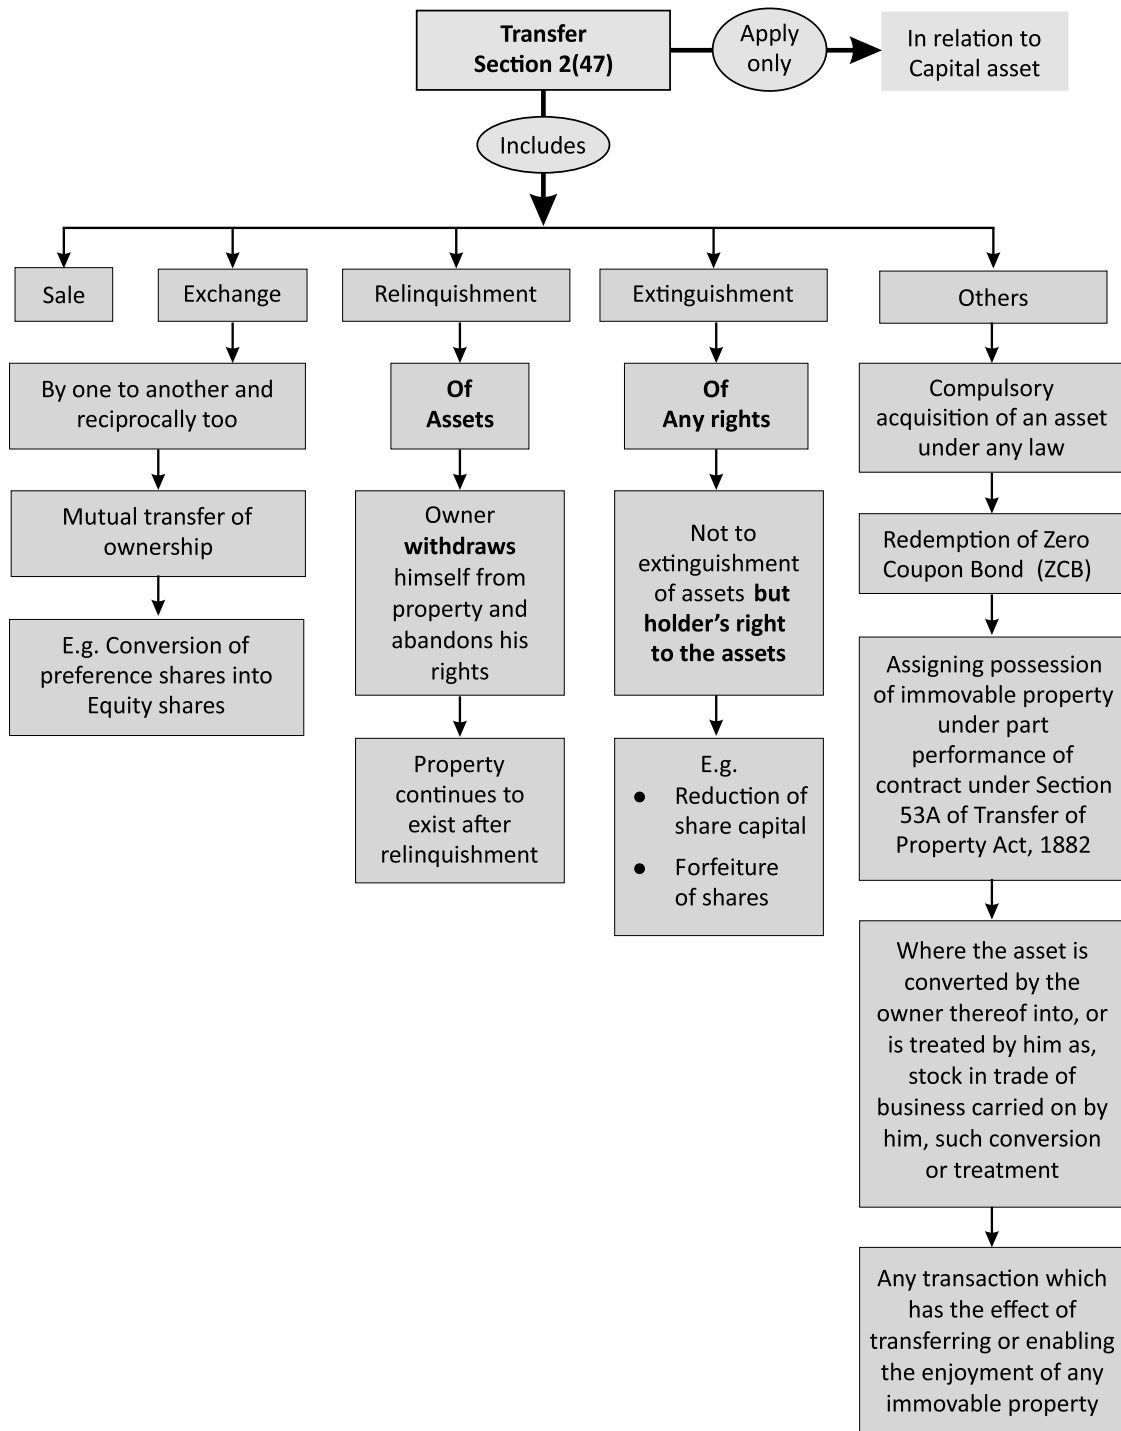 Transfer
Section 2(47)
Apply
only
In relation to
Capital asset
Includes
Sale
Exchange
Relinquishment
Extinguishment
Others
By one to another and
reciprocally too
Mutual transfer of
ownership
E.g. Conversion of
preference shares into
Equity shares
Of
Assets
Owner
withdraws
himself from
property and
abandons his
rights
Property
continues to
exist after
relinquishment
Of
Any rights
Not to
extinguishment
of assets but
holder’s right
to the assets
E.g.
● Reduction of
share capital
● Forfeiture
of shares
Compulsory
acquisition of an asset
under any law
Redemption of Zero
Coupon Bond (ZCB)
Assigning possession
of immovable property
under part
performance of
contract under Section
53A of Transfer of
Property Act, 1882
Where the asset is
converted by the
owner thereof into, or
is treated by him as,
stock in trade of
business carried on by
him, such conversion
or treatment
Any transaction which
has the effect of
transferring or enabling
the enjoyment of any
immovable property